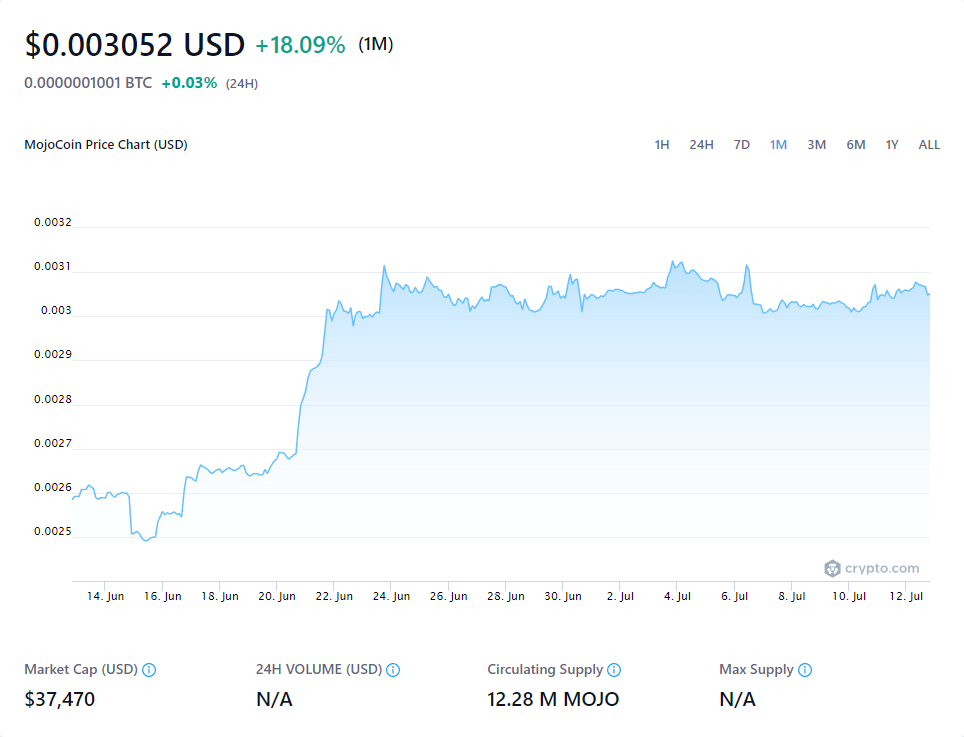 $0.003052 USD +18.09% (1M)
0.0000001001 BTC +0.03% (24H)
MojoCoin Price Chart (USD) 1H 24H 7D 1M 3M 6M 1Y ALL
0.0032
0.0031
0.003
0.0029
0.0028
0.0027
0.0026
0.0025
crypto.com
14. Jun 16. Jun 18. Jun 20. Jun 22. Jun 24. Jun 26. Jun 28. Jun 30. Jun 2. Jul 4. Jul 6. Jul 8. Jul 10. Jul 12. Jul
Market Cap (USD) 24H VOLUME (USD) Circulating Supply Max Supply
$37,470 N/A 12.28 M MOJO N/A